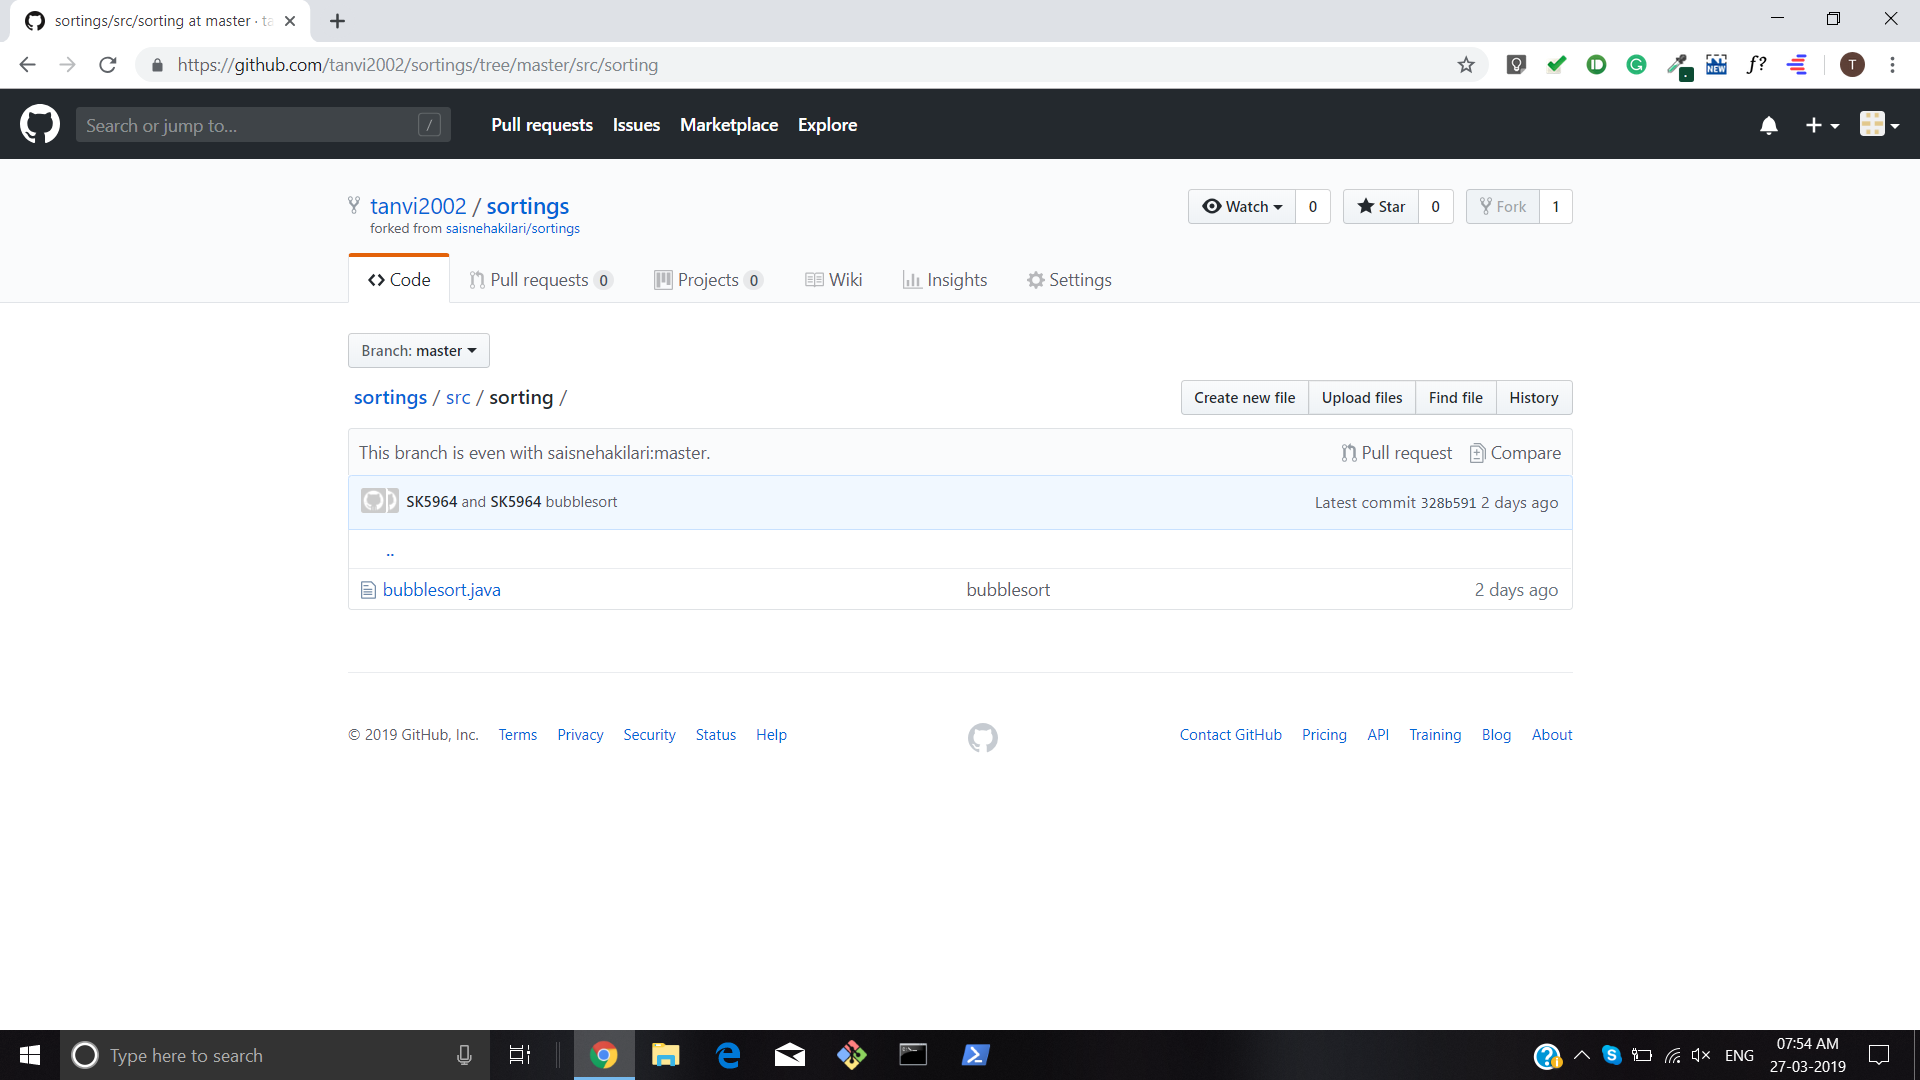 sortings/src/sorting at master · ta
https://github.com/tanvi2002/sortings/tree/master/src/sorting
NEW
f?
T
Search or jump to...
/
Pull requests Issues Marketplace Explore
tanvi2002 / sortings
Watch 0 Star 0 Fork 1
forked from saisnehakilari/sortings
Code Pull requests 0 Projects 0 Wiki Insights Settings
Branch: master
sortings / src / sorting /
Create new file Upload files Find file History
This branch is even with saisnehakilari:master.
Pull request Compare
SK5964 and SK5964 bubblesort
Latest commit 328b591 2 days ago
..
bubblesort.java bubblesort 2 days ago
© 2019 GitHub, Inc. Terms Privacy Security Status Help
Contact GitHub Pricing API Training Blog About
Type here to search
ENG
07:54 AM
27-03-2019